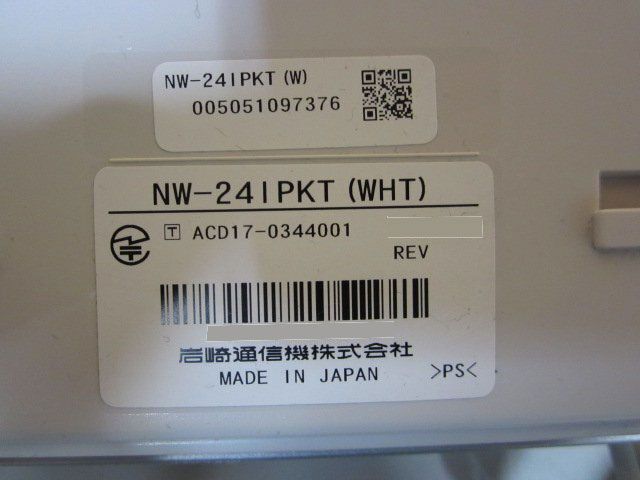 NW-24IPKT (W)
005051097376
NW-24IPKT (WHT)
T ACD17-0344001
REV
岩崎通信機株式会社
MADE IN JAPAN >PS<